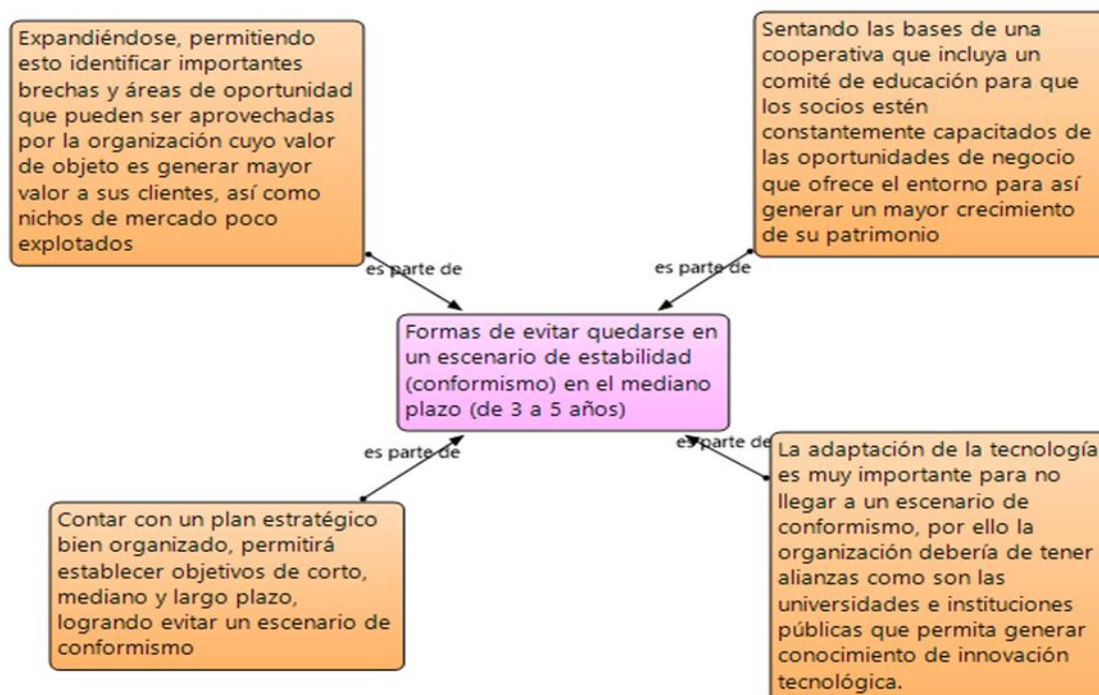 Expandiéndose, permitiendo
esto identificar importantes
brechas y áreas de oportunidad
que pueden ser aprovechadas
por la organización cuyo valor
de objeto es generar mayor
valor a sus clientes, así como
nichos de mercado poco
explotados
Sentando las bases de una
cooperativa que incluya un
comité de educación para que
los socios estén
constantemente capacitados de
las oportunidades de negocio
que ofrece el entorno para así
generar un mayor crecimiento
de su patrimonio
es parte de
es parte de
Formas de evitar quedarse en
un escenario de estabilidad
(conformismo) en el mediano
plazo (de 3 a 5 años)
es parte de
es parte de
Contar con un plan estratégico
bien organizado, permitirá
establecer objetivos de corto,
mediano y largo plazo,
logrando evitar un escenario de
conformismo
La adaptación de la tecnología
es muy importante para no
llegar a un escenario de
conformismo, por ello la
organización debería de tener
alianzas como son las
universidades e instituciones
públicas que permita generar
conocimiento de innovación
tecnológica.